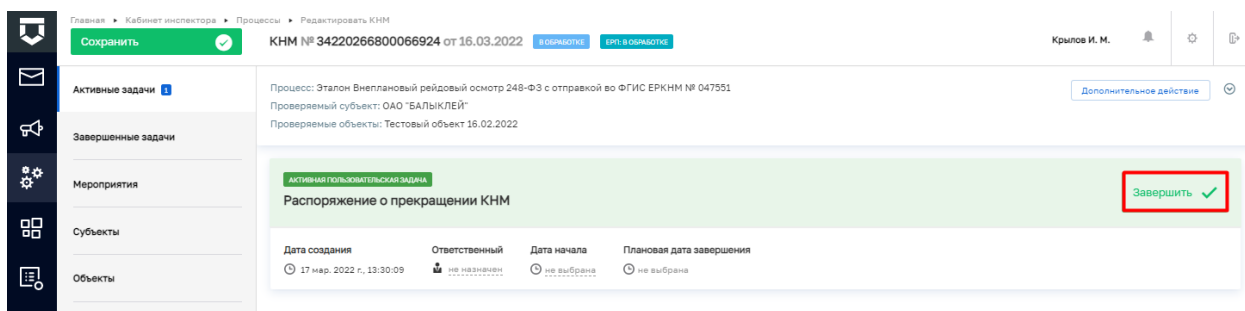 Главная ▸ Кабинет инспектора ▸ Процессы ▸ Редактировать КНМ
Сохранить
КНМ № 34220266800066924 от 16.03.2022 В ОБРАБОТКЕ ЕРП: В ОБРАБОТКЕ
Крылов И. М.
Активные задачи 1
Завершенные задачи
Мероприятия
Субъекты
Объекты
Процесс: Эталон Внеплановый рейдовый осмотр 248-ФЗ с отправкой во ФГИС ЕРКНМ № 047551
Проверяемый субъект: ОАО "БАЛЫКЛЕЙ"
Проверяемые объекты: Тестовый объект 16.02.2022
Дополнительное действие
АКТИВНАЯ ПОЛЬЗОВАТЕЛЬСКАЯ ЗАДАЧА
Распоряжение о прекращении КНМ
Завершить
Дата создания Ответственный Дата начала Плановая дата завершения
17 мар. 2022 г., 13:30:09 не назначен не выбрана не выбрана